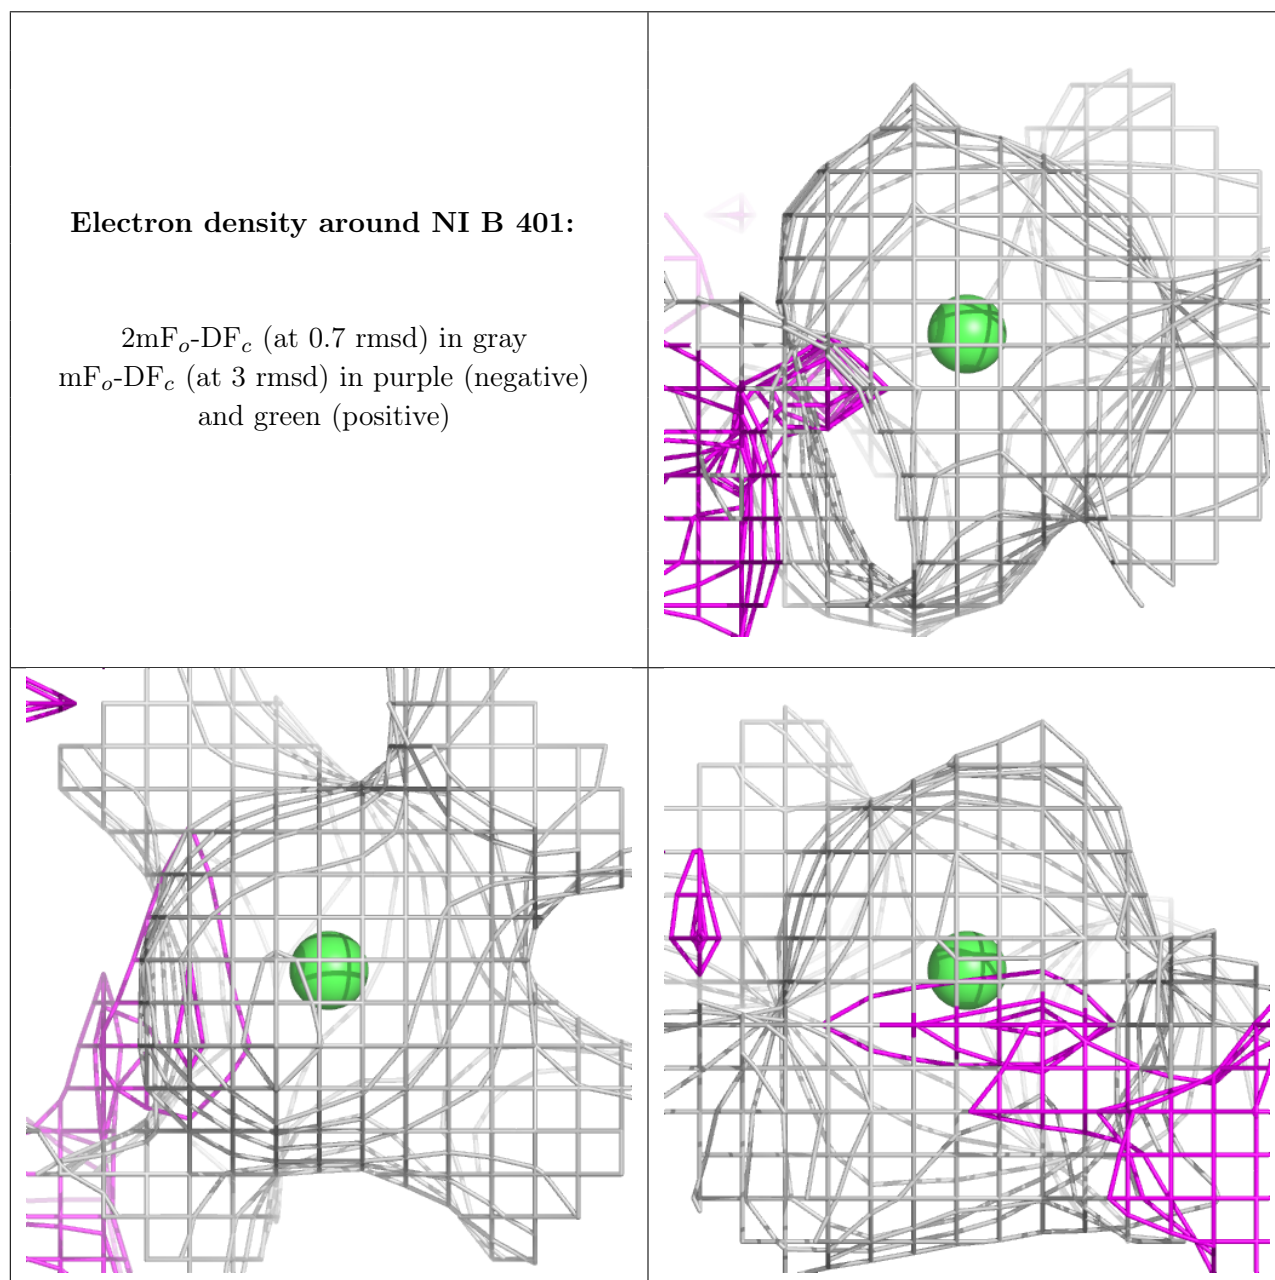 Electron density around NI B 401:
2mFo-DFc (at 0.7 rmsd) in gray
mFo-DFc (at 3 rmsd) in purple (negative)
and green (positive)